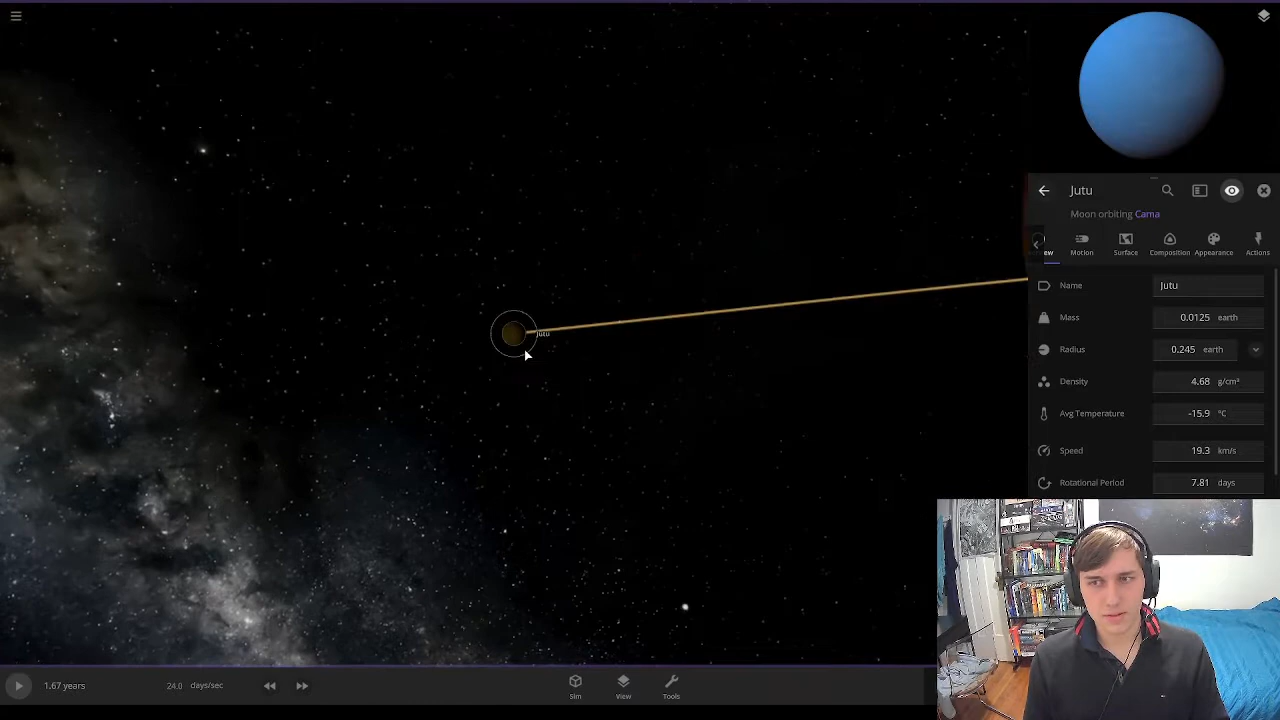 Jutu
Moon orbiting Cama
ew
Motion
Surface
Composition
Appearance
Actions
Name Jutu
Mass 0.0125 earth
Radius 0.245 earth
Density 4.68 g/cm³
Avg Temperature -15.9 °C
Speed 19.3 km/s
Rotational Period 7.81 days
Jutu
1.67 years
24.0 days/sec
Sim
View
Tools